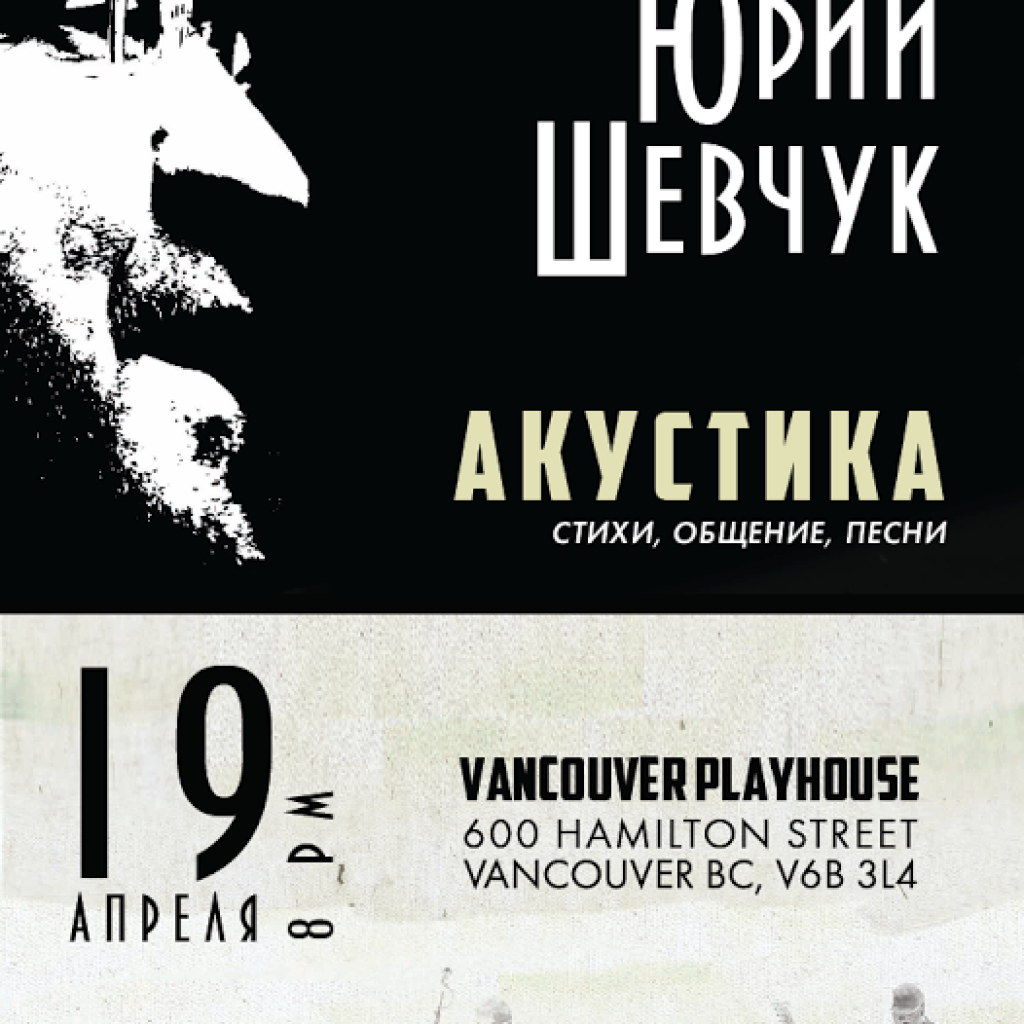 Юрий
Шевчук
АКУСТИКА
СТИХИ, ОБЩЕНИЕ, ПЕСНИ
19
АПРЕЛЯ
8 PM
VANCOUVER PLAYHOUSE
600 HAMILTON STREET
VANCOUVER BC, V6B 3L4